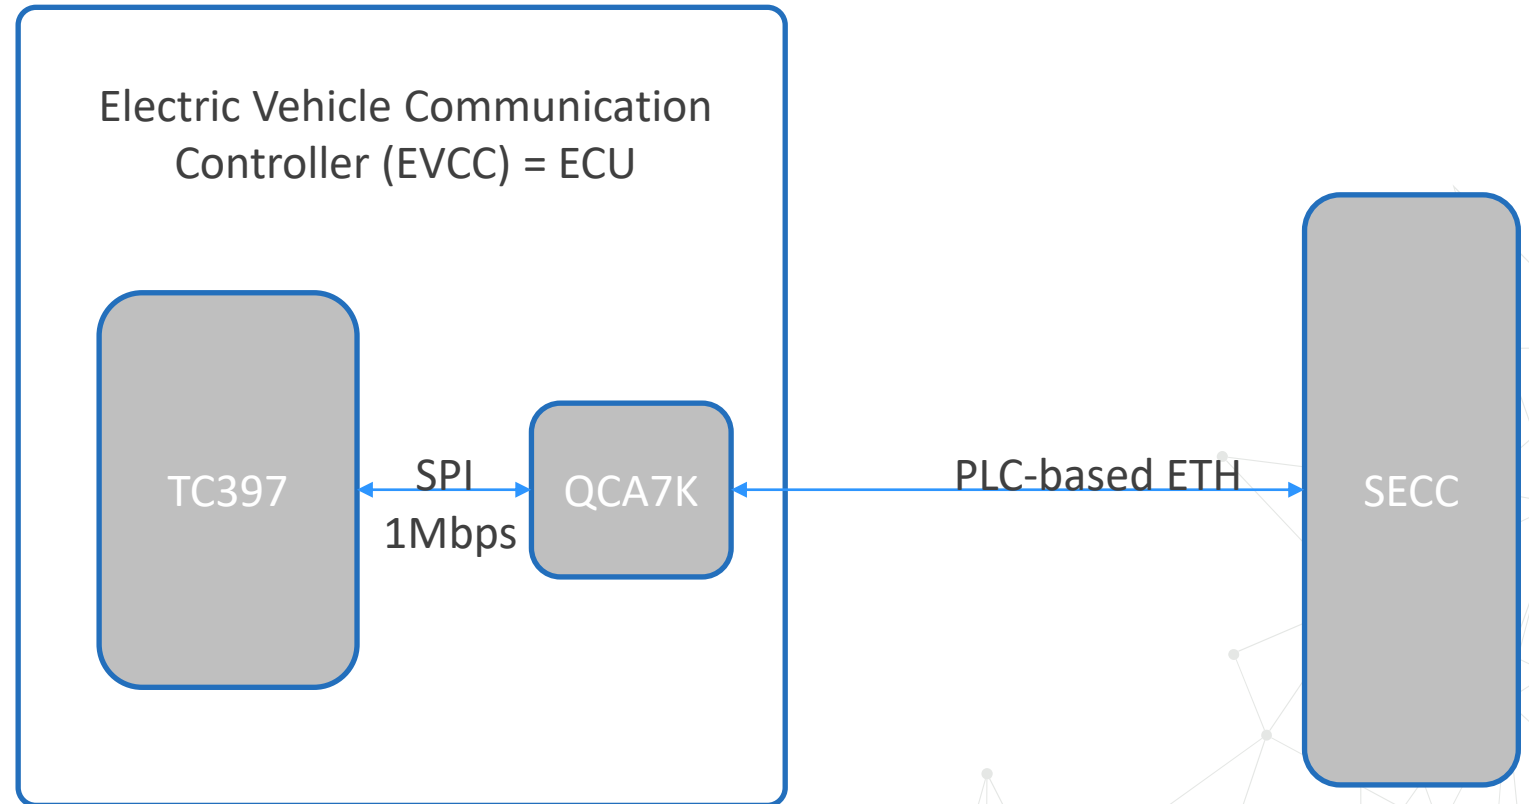 Electric Vehicle Communication
Controller (EVCC) = ECU
TC397
SPI
1Mbps
QCA7K
PLC-based ETH
SECC